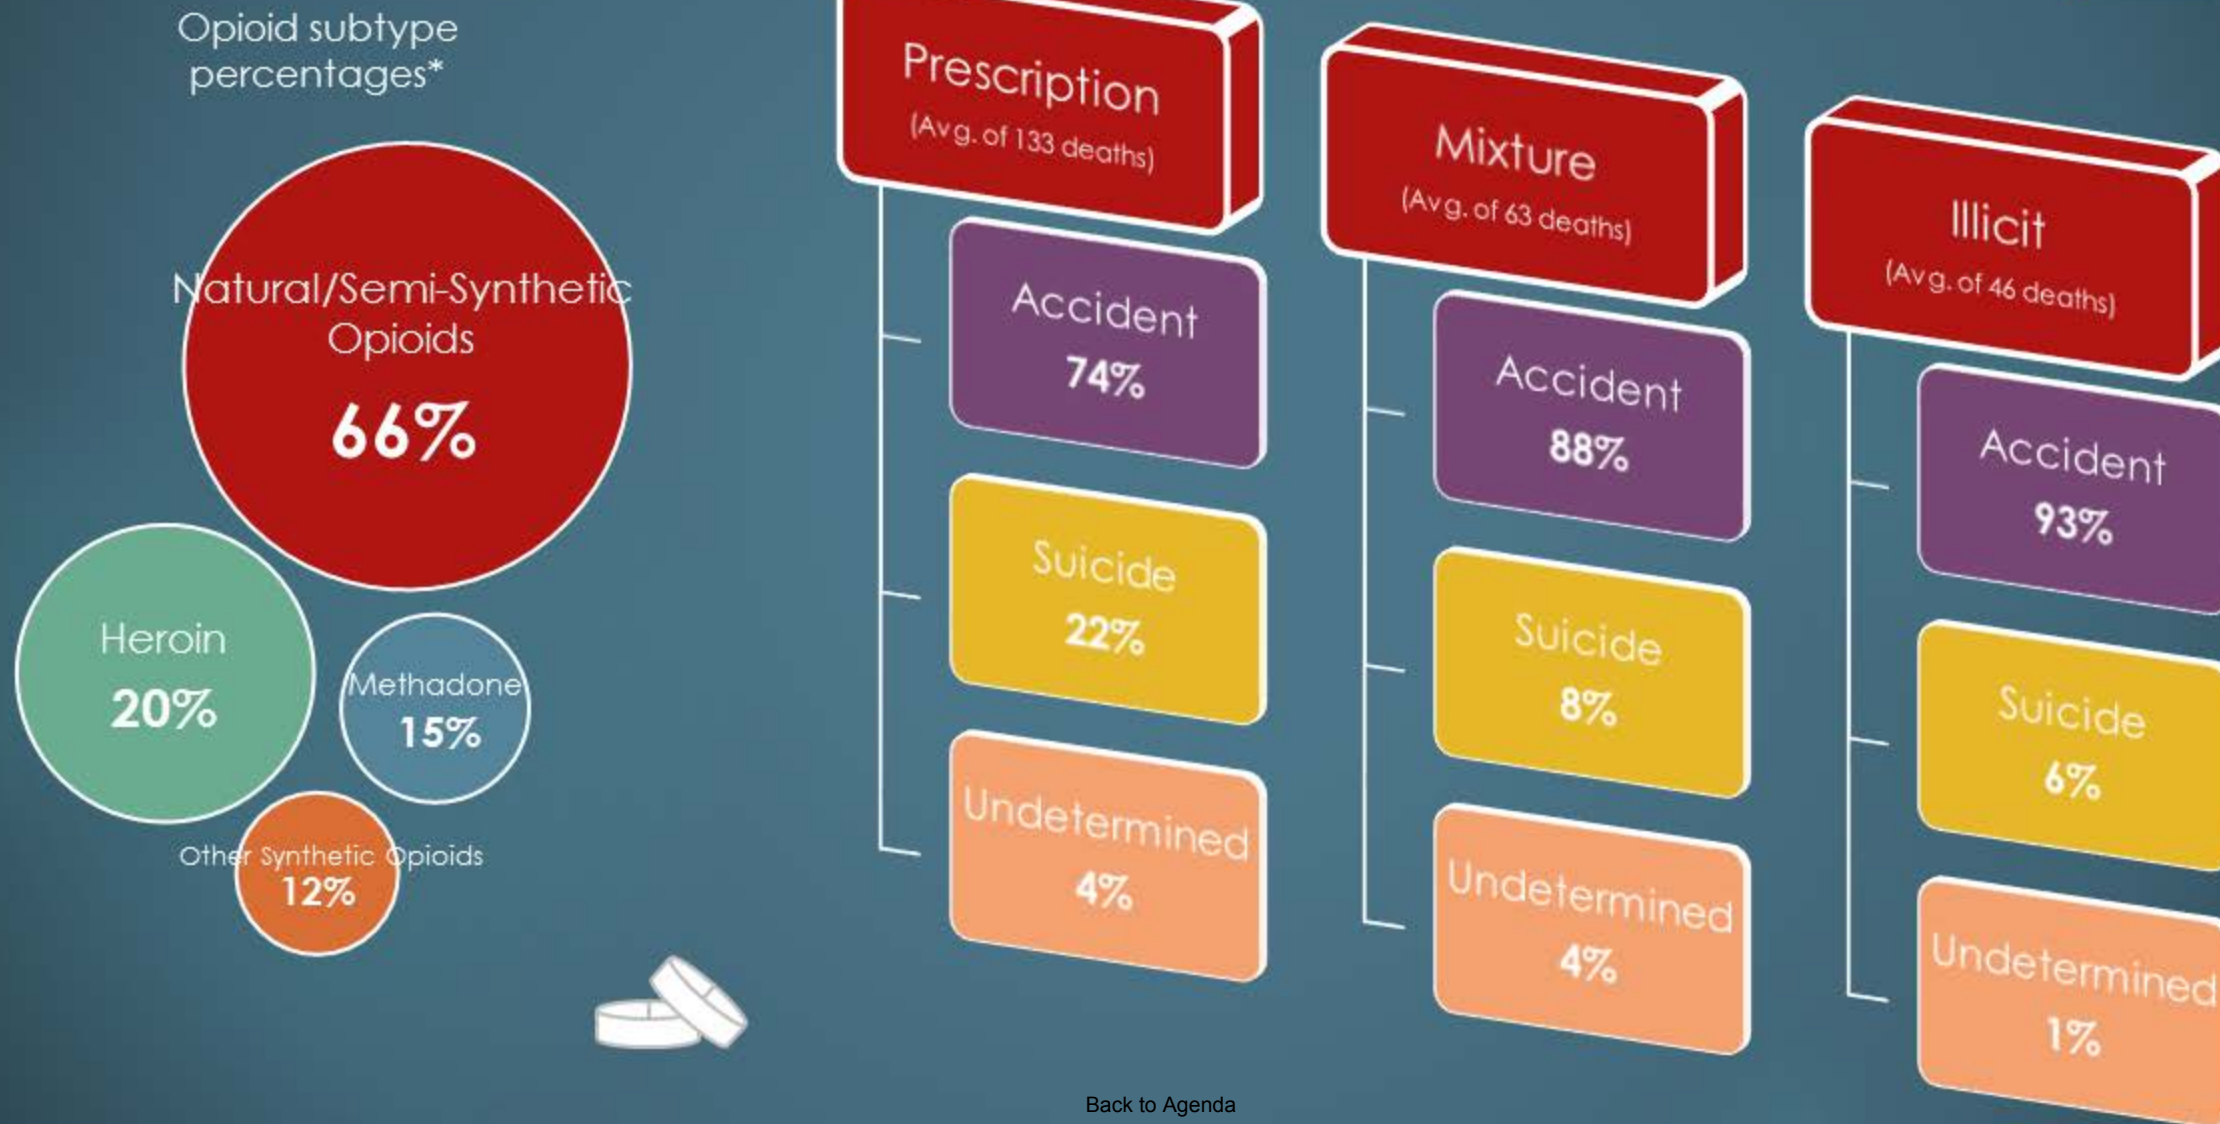 Opioid subtype
percentages*
Natural/Semi-Synthetic
Opioids
66%
Heroin
20%
Methadone
15%
Other Synthetic Opioids
12%
Prescription
(Avg. of 133 deaths)
Accident
74%
Suicide
22%
Undetermined
4%
Mixture
(Avg. of 63 deaths)
Accident
88%
Suicide
8%
Undetermined
4%
Illicit
(Avg. of 46 deaths)
Accident
93%
Suicide
6%
Undetermined
1%
Back to Agenda